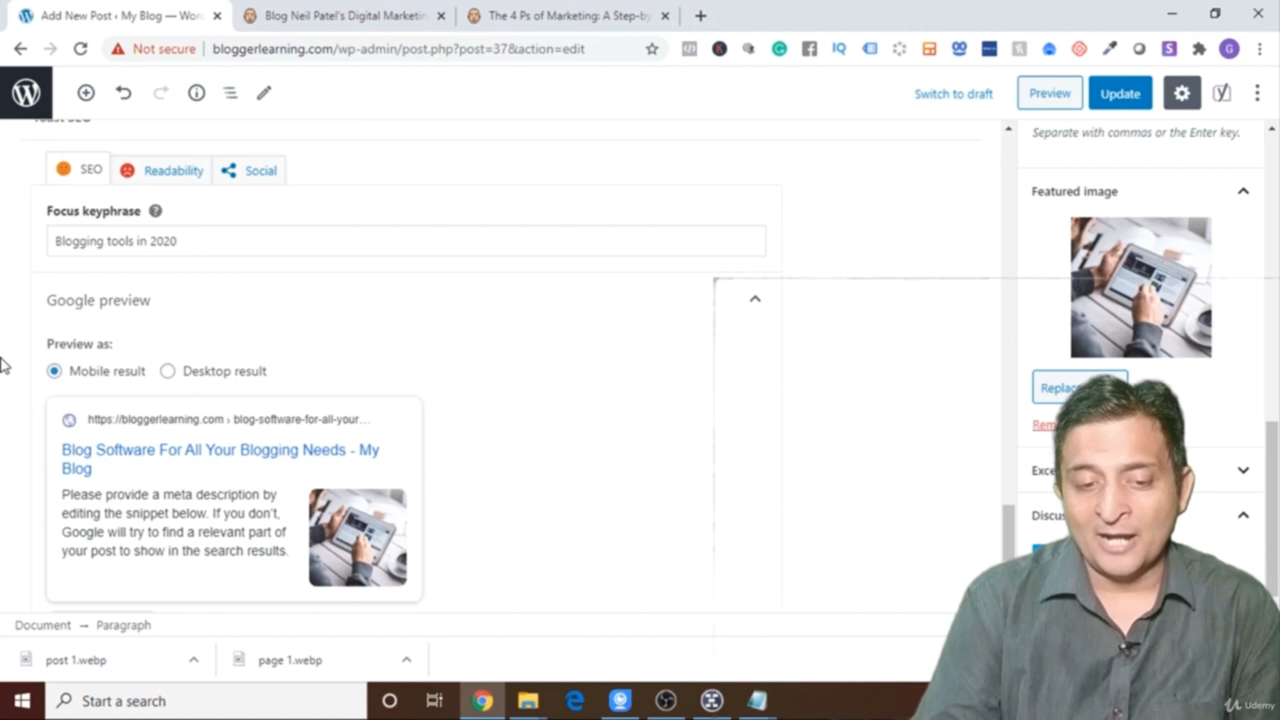 Add New Post ‹ My Blog — Wor
Blog Neil Patel's Digital Marketin
The 4 Ps of Marketing: A Step-by
Not secure
bloggerlearning.com/wp-admin/post.php?post=37&action=edit
Switch to draft
Preview
Update
Separate with commas or the Enter key.
SEO
Readability
Social
Featured image
Focus keyphrase
Blogging tools in 2020
Google preview
Preview as:
Mobile result
Desktop result
Replac
Rem
https://bloggerlearning.com › blog-software-for-all-your…
Blog Software For All Your Blogging Needs - My
Blog
Please provide a meta description by
editing the snippet below. If you don't,
Google will try to find a relevant part of
your post to show in the search results.
Exce
Discus
Document → Paragraph
post 1.webp
page 1.webp
Start a search
Udemy